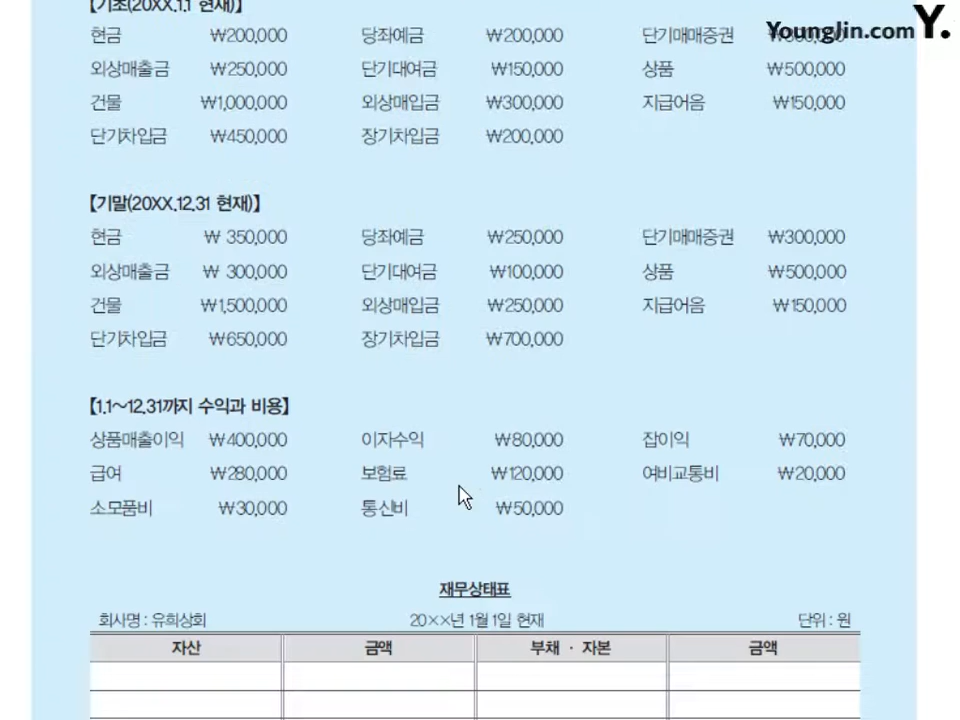 【기초(20XX.1.1 현재)】
Younglin.com Y.
현금 ₩200,000 당좌예금 ₩200,000 단기매매증권
외상매출금 ₩250,000 단기대여금 ₩150,000 상품 ₩500,000
건물 ₩1,000,000 외상매입금 ₩300,000 지급어음 ₩150,000
단기차입금 ₩450,000 장기차입금 ₩200,000
【기말(20XX.12.31 현재)】
현금 ₩ 350,000 당좌예금 ₩250,000 단기매매증권 ₩300,000
외상매출금 ₩ 300,000 단기대여금 ₩100,000 상품 ₩500,000
건물 ₩1,500,000 외상매입금 ₩250,000 지급어음 ₩150,000
단기차입금 ₩650,000 장기차입금 ₩700,000
【1.1～12.31까지 수익과 비용】
상품매출이익 ₩400,000 이자수익 ₩80,000 잡이익 ₩70,000
급여 ₩280,000 보험료 ₩120,000 여비교통비 ₩20,000
소모품비 ₩30,000 통신비 ₩50,000
재무상태표
회사명 : 유희상회 20××년 1월 1일 현재 단위 : 원
자산 금액 부채 · 자본 금액